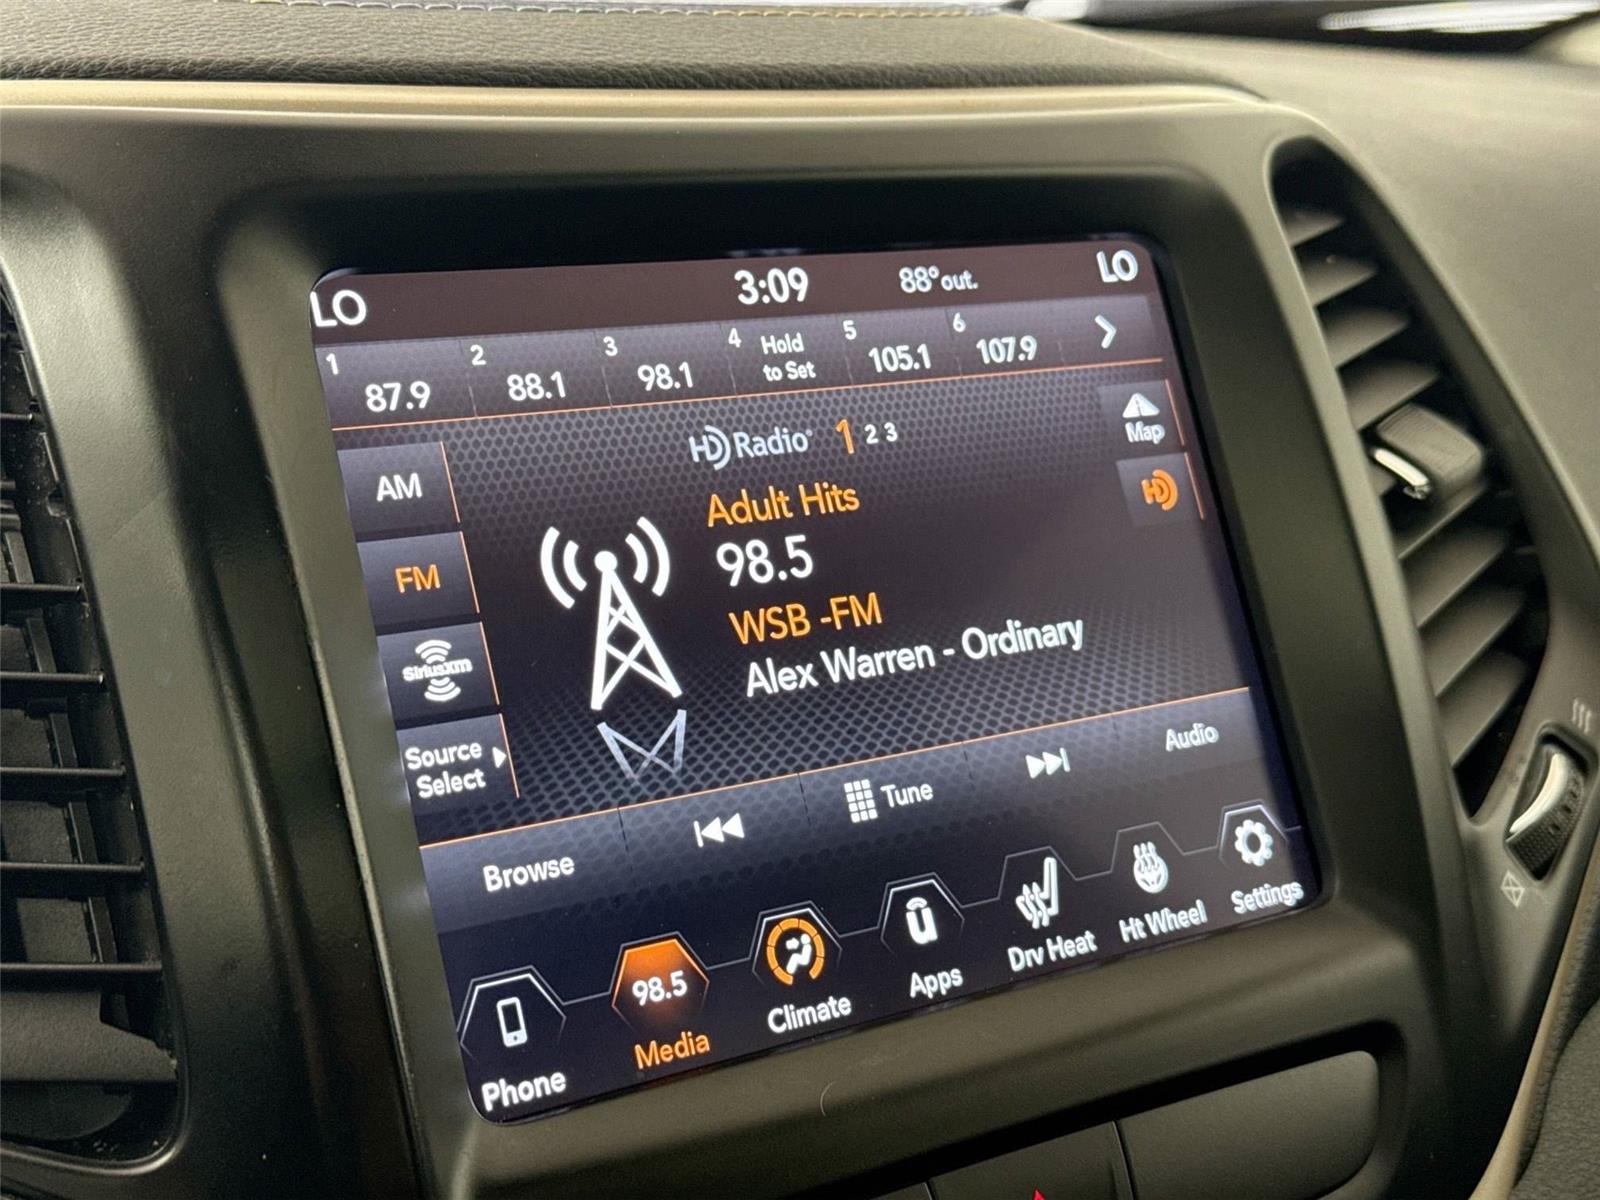 LO 3:09 88° out. LO
1 87.9 2 88.1 3 98.1 4 Hold to Set 5 105.1 6 107.9
HD Radio 1 2 3
Map
AM
Adult Hits
HD
98.5
FM
WSB -FM
SiriusXM
Alex Warren - Ordinary
Source
Select
Browse Tune Audio
98.5
Phone Media Climate Apps Drv Heat Ht Wheel Settings